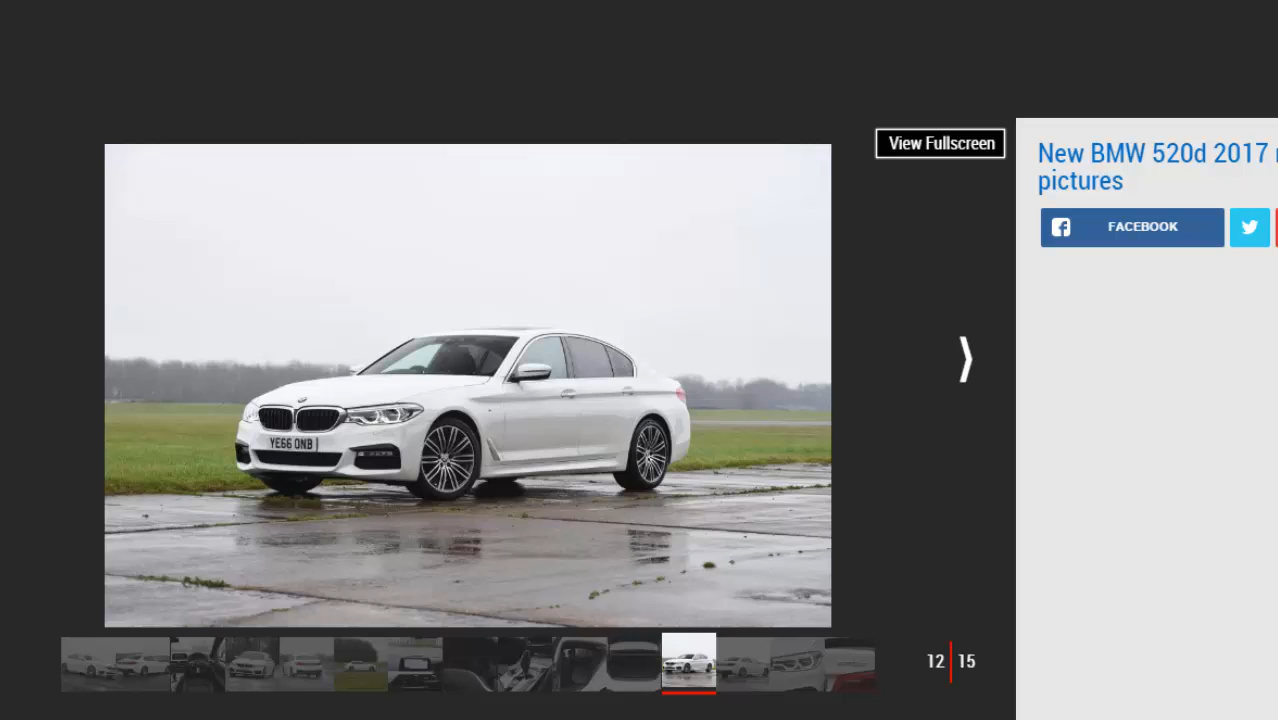 View Fullscreen
New BMW 520d 2017
pictures
FACEBOOK
YE66 ONB
12 15